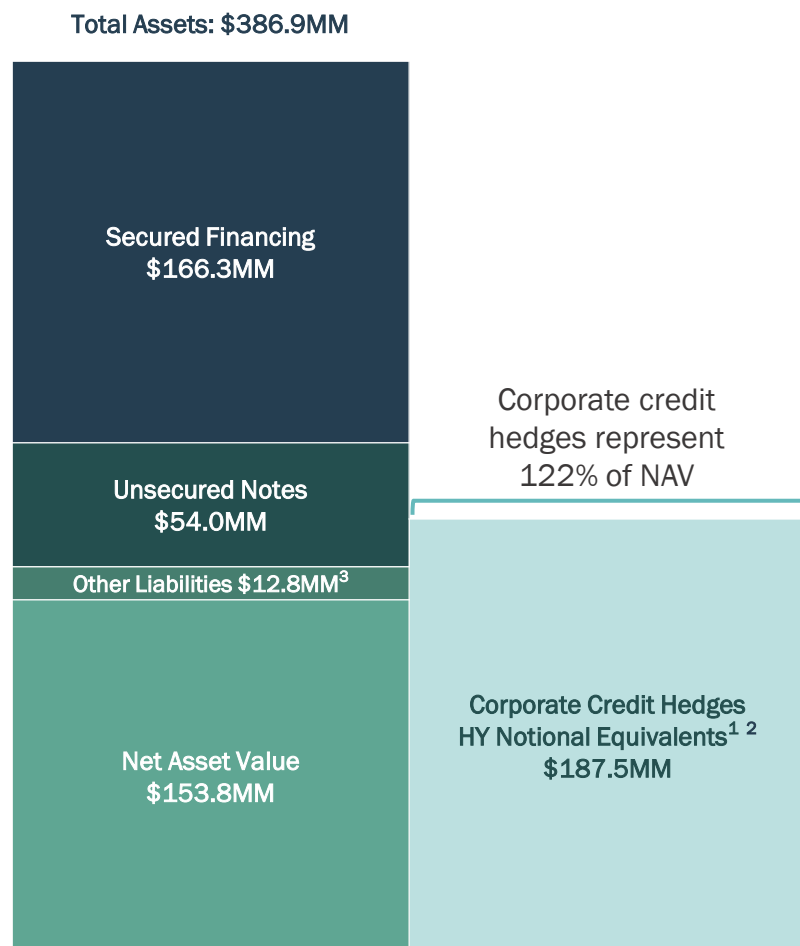 Total Assets: $386.9MM
Secured Financing
$166.3MM
Unsecured Notes
$54.0MM
Other Liabilities $12.8MM3
Net Asset Value
$153.8MM
Corporate credit
hedges represent
122% of NAV
Corporate Credit Hedges
HY Notional Equivalents1 2
$187.5MM